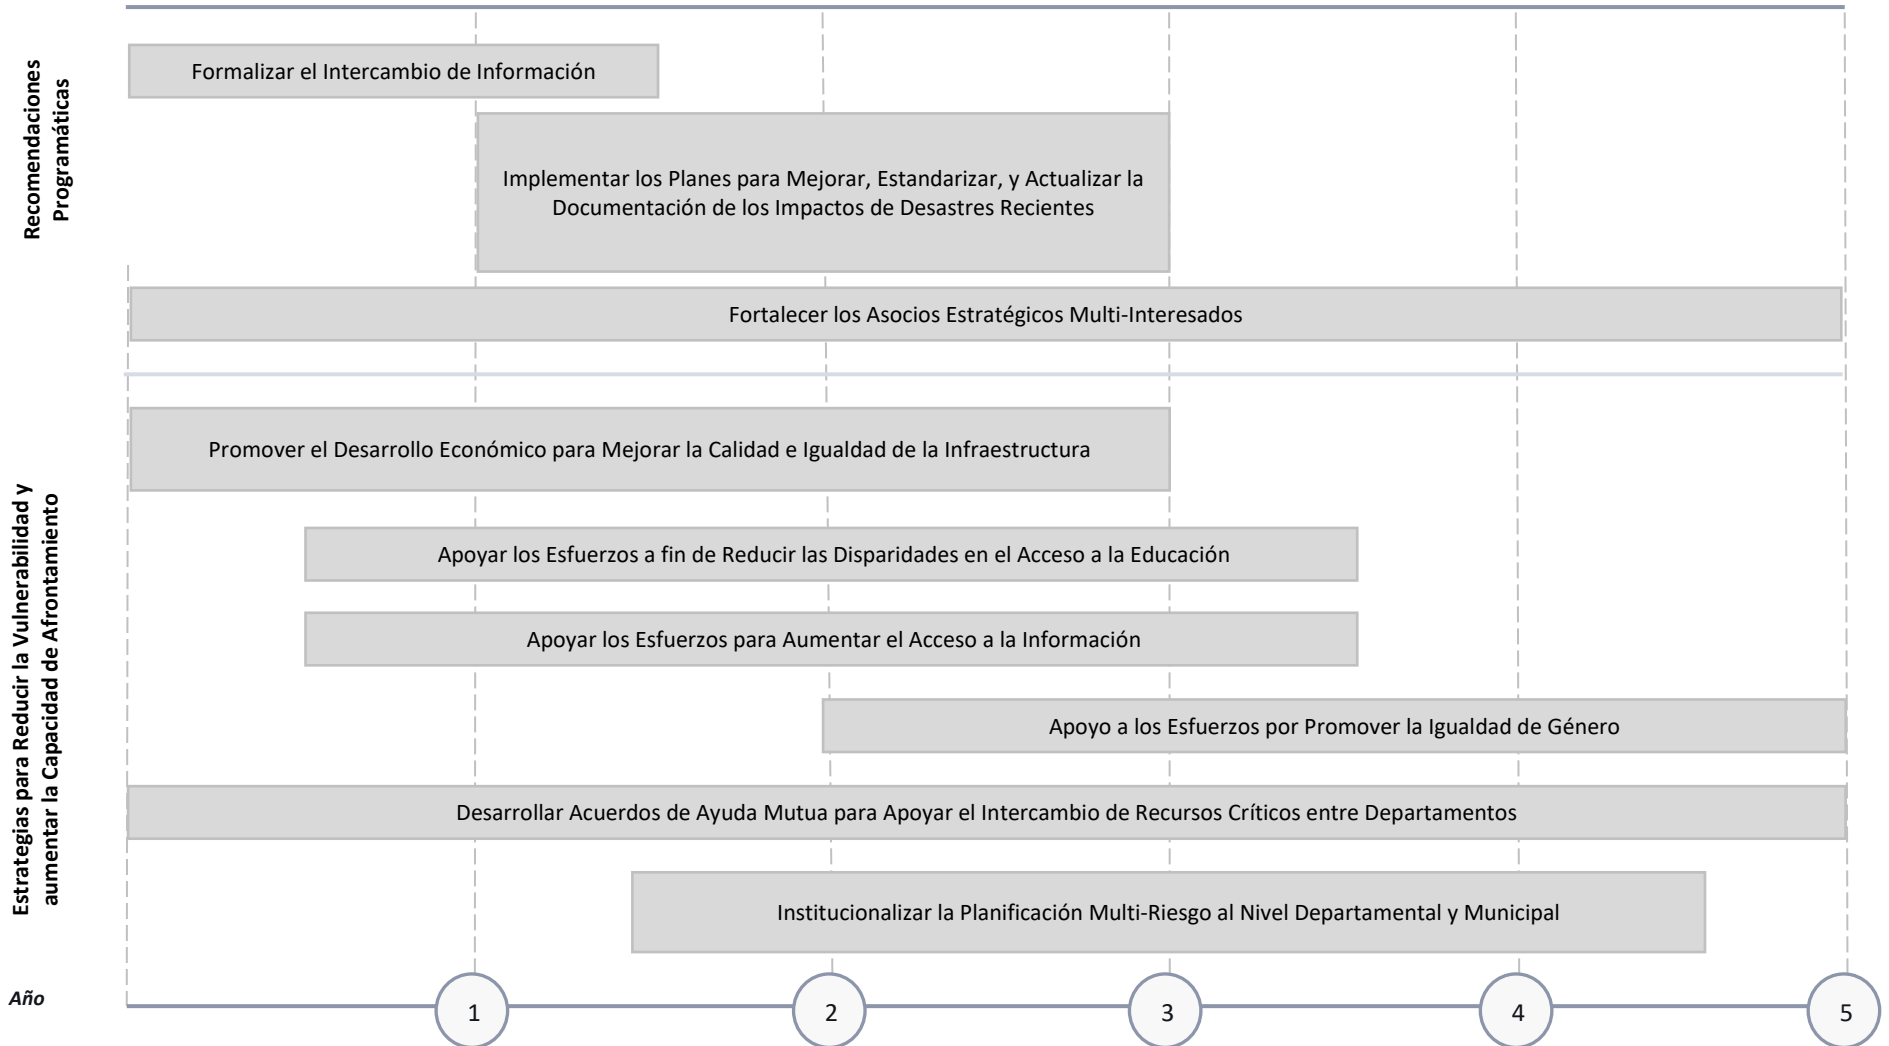 Recomendaciones
Programáticas
Formalizar el Intercambio de Información
Implementar los Planes para Mejorar, Estandarizar, y Actualizar la
Documentación de los Impactos de Desastres Recientes
Fortalecer los Asocios Estratégicos Multi-Interesados
Estrategias para Reducir la Vulnerabilidad y
aumentar la Capacidad de Afrontamiento
Promover el Desarrollo Económico para Mejorar la Calidad e Igualdad de la Infraestructura
Apoyar los Esfuerzos a fin de Reducir las Disparidades en el Acceso a la Educación
Apoyar los Esfuerzos para Aumentar el Acceso a la Información
Apoyo a los Esfuerzos por Promover la Igualdad de Género
Desarrollar Acuerdos de Ayuda Mutua para Apoyar el Intercambio de Recursos Críticos entre Departamentos
Institucionalizar la Planificación Multi-Riesgo al Nivel Departamental y Municipal
Año
1
2
3
4
5